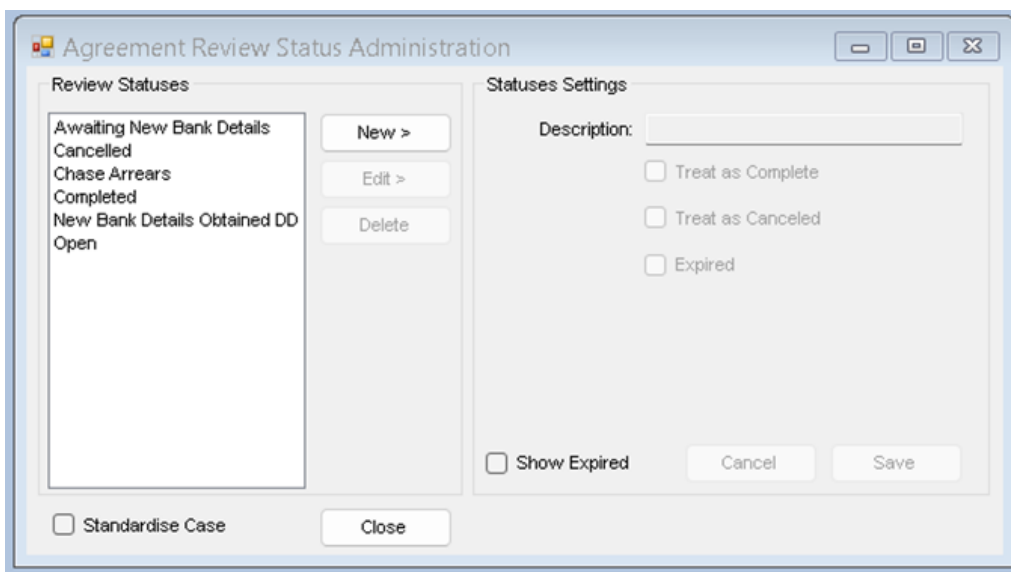 Agreement Review Status Administration
Review Statuses
Awaiting New Bank Details
Cancelled
Chase Arrears
Completed
New Bank Details Obtained DD
Open
New >
Edit >
Delete
Standardise Case
Close
Statuses Settings
Description:
Treat as Complete
Treat as Canceled
Expired
Show Expired
Cancel
Save